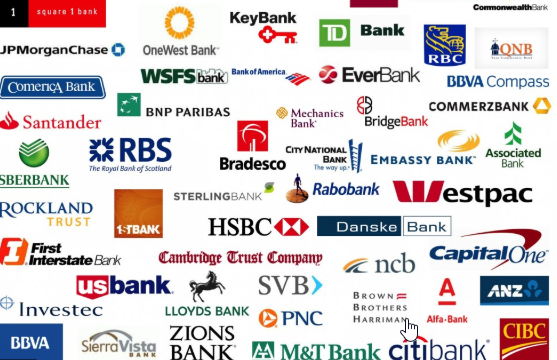 1 square 1 bank
CommonwealthBank
JPMORGANCHASE
OneWest Bank
KeyBank
TD Bank
RBC
QNB
WSFS bank
Bank of America
EverBank
BBVA Compass
COMERICA BANK
BNP PARIBAS
Mechanics
Bank
BridgeBank
COMMERZBANK
Santander
SBERBANK
RBS
The Royal Bank of Scotland
Bradesco
CITY NATIONAL
BANK
The way up.
EMBASSY BANK
Associated
Bank
ROCKLAND
TRUST
1STBANK
STERLINGBANK
Rabobank
Westpac
HSBC
Danske Bank
First
Interstate Bank
Cambridge Trust Company
ncb
Capital One
Investec
usbank
LLOYDS BANK
SVB
PNC
BROWN
BROTHERS
HARRIMAN
Alfa·Bank
ANZ
BBVA
SierraVista
BANK
ZIONS
BANK
M&T Bank
citibank
CIBC